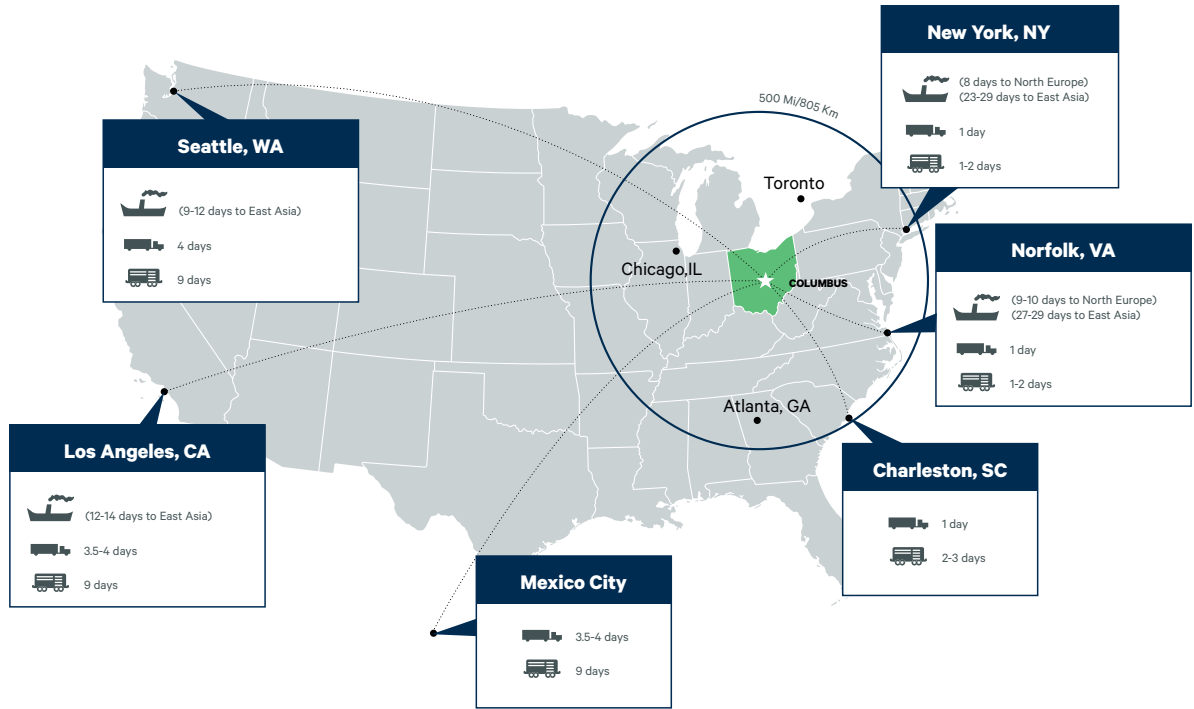 New York, NY
(8 days to North Europe)
(23-29 days to East Asia)
1 day
1-2 days
500 Mi/805 Km
Seattle, WA
(9-12 days to East Asia)
4 days
9 days
Toronto
Chicago,IL
COLUMBUS
Norfolk, VA
(9-10 days to North Europe)
(27-29 days to East Asia)
1 day
1-2 days
Atlanta, GA
Los Angeles, CA
(12-14 days to East Asia)
3.5-4 days
9 days
Charleston, SC
1 day
2-3 days
Mexico City
3.5-4 days
9 days